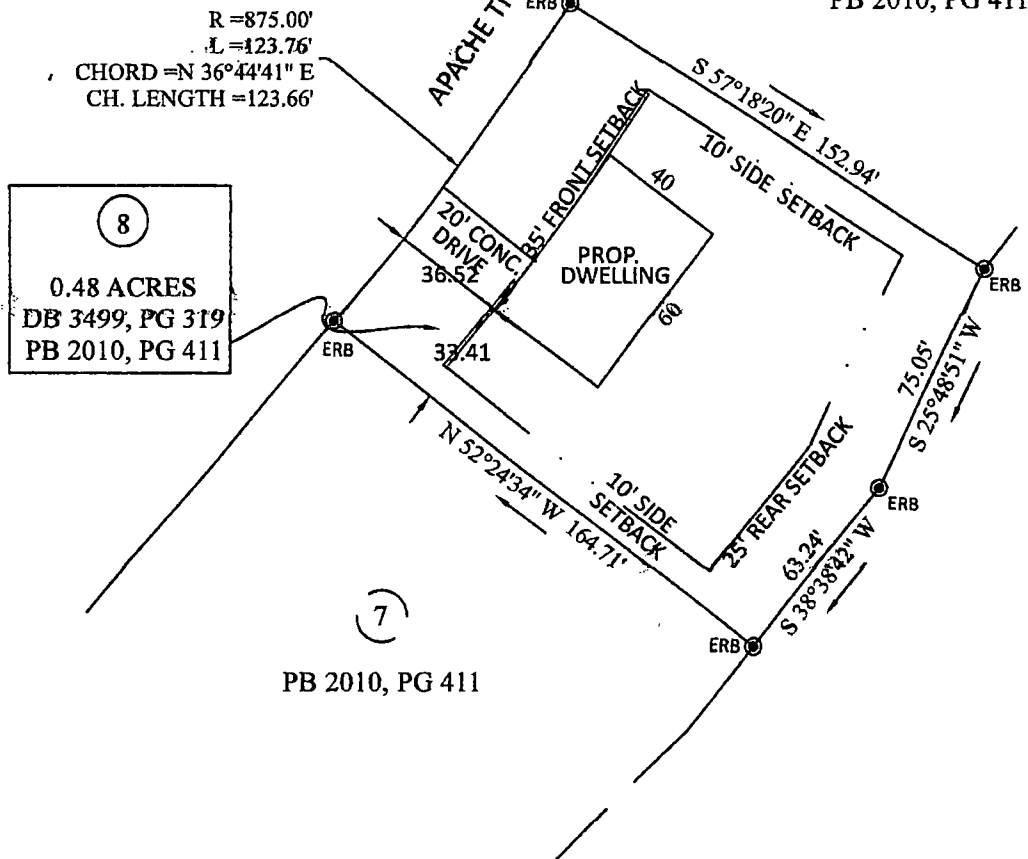 ERB
PB 2010, PG 411
R =875.00'
L =123.76'
CHORD =N 36°44'41" E
CH. LENGTH =123.66'
APACHE
S 57°18'20" E 152.94'
10' SIDE SETBACK
35' FRONT SETBACK
40
20' CONC.
DRIVE
36.52
PROP.
DWELLING
60
8
0.48 ACRES
DB 3499, PG 319
PB 2010, PG 411
ERB
ERB
33.41
75.05'
S 25°48'51" W
N 52°24'34" W 164.71'
10' SIDE
SETBACK
25' REAR SETBACK
ERB
63.24'
S 38°38'42" W
7
ERB
PB 2010, PG 411